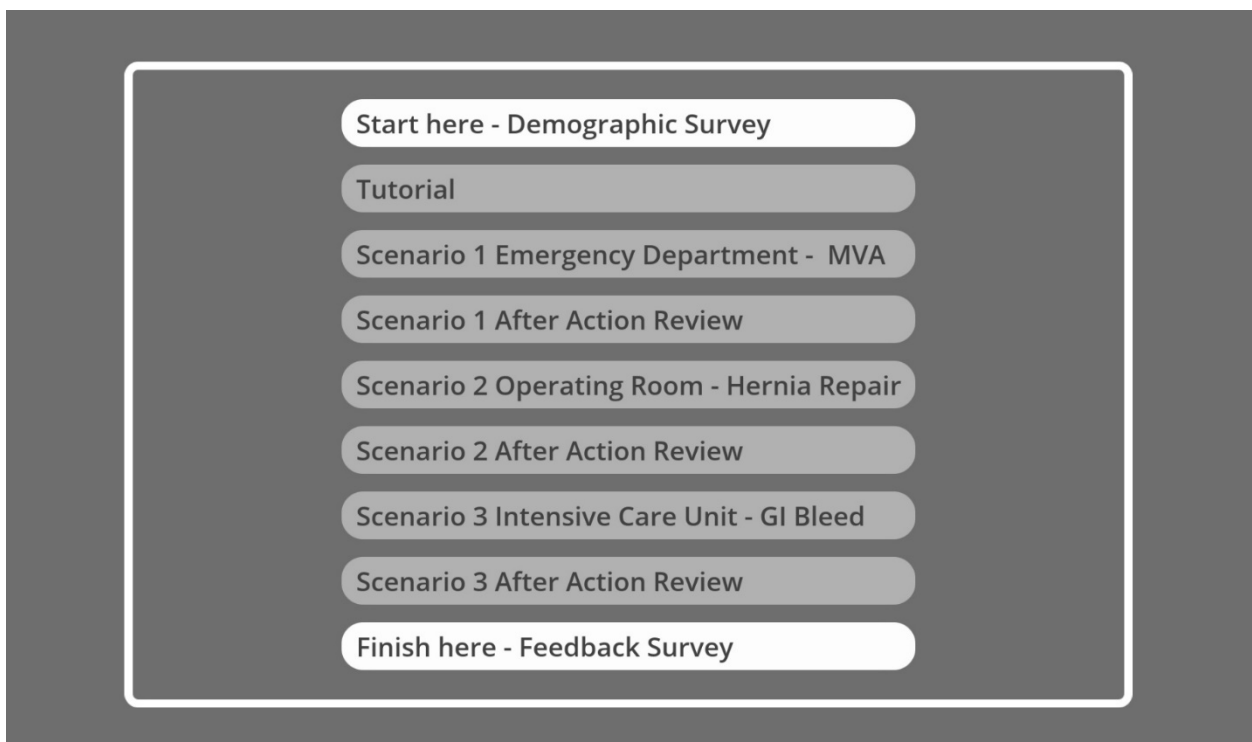 Start here - Demographic Survey
Tutorial
Scenario 1 Emergency Department -  MVA
Scenario 1 After Action Review
Scenario 2 Operating Room - Hernia Repair
Scenario 2 After Action Review
Scenario 3 Intensive Care Unit - GI Bleed
Scenario 3 After Action Review
Finish here - Feedback Survey